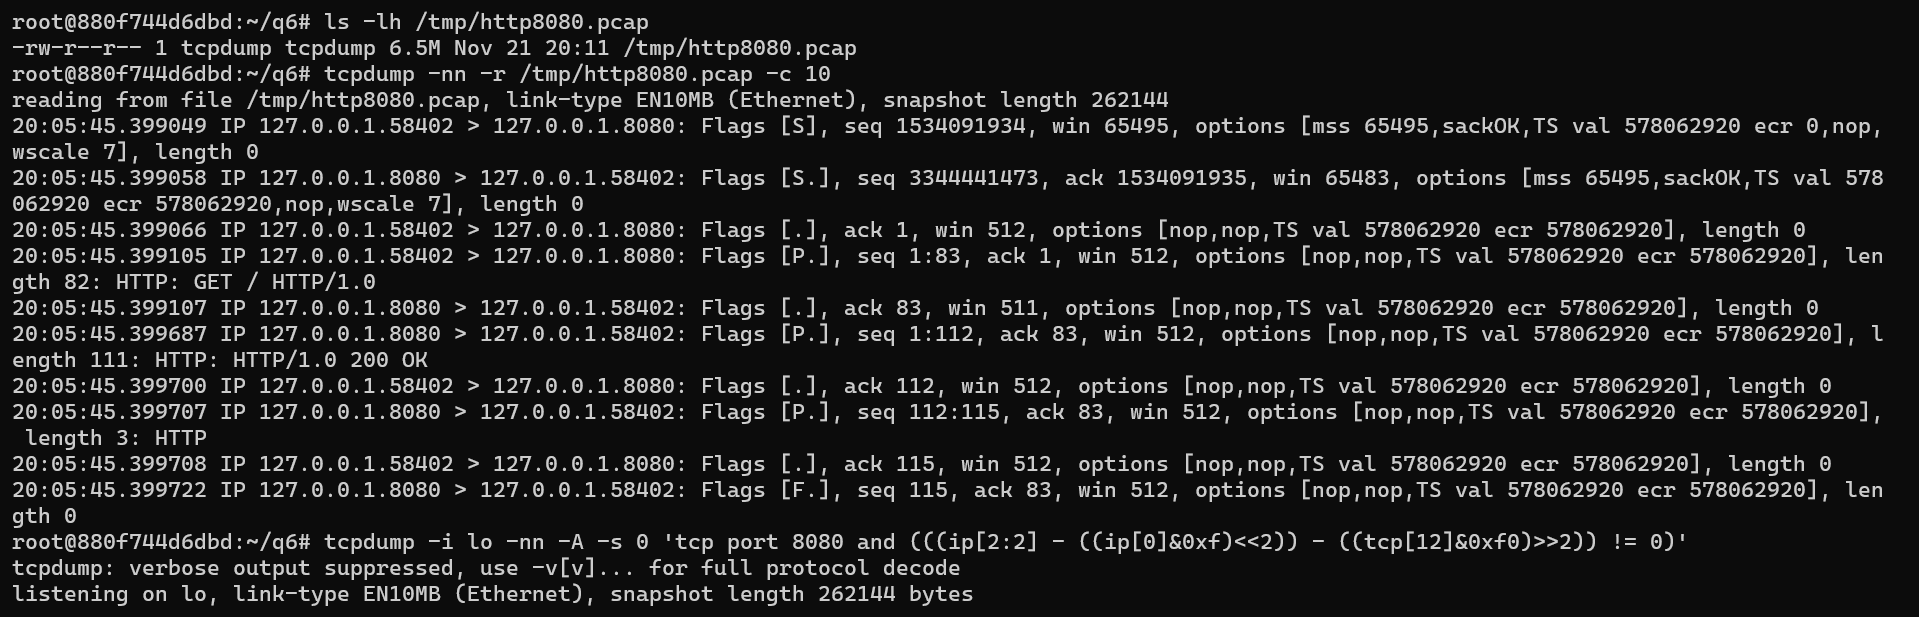 root@880f744d6dbd:~/q6# ls -lh /tmp/http8080.pcap
-rw-r--r-- 1 tcpdump tcpdump 6.5M Nov 21 20:11 /tmp/http8080.pcap
root@880f744d6dbd:~/q6# tcpdump -nn -r /tmp/http8080.pcap -c 10
reading from file /tmp/http8080.pcap, link-type EN10MB (Ethernet), snapshot length 262144
20:05:45.399049 IP 127.0.0.1.58402 > 127.0.0.1.8080: Flags [S], seq 1534091934, win 65495, options [mss 65495,sackOK,TS val 578062920 ecr 0,nop,
wscale 7], length 0
20:05:45.399058 IP 127.0.0.1.8080 > 127.0.0.1.58402: Flags [S.], seq 3344441473, ack 1534091935, win 65483, options [mss 65495,sackOK,TS val 578
062920 ecr 578062920,nop,wscale 7], length 0
20:05:45.399066 IP 127.0.0.1.58402 > 127.0.0.1.8080: Flags [.], ack 1, win 512, options [nop,nop,TS val 578062920 ecr 578062920], length 0
20:05:45.399105 IP 127.0.0.1.58402 > 127.0.0.1.8080: Flags [P.], seq 1:83, ack 1, win 512, options [nop,nop,TS val 578062920 ecr 578062920], len
gth 82: HTTP: GET / HTTP/1.0
20:05:45.399107 IP 127.0.0.1.8080 > 127.0.0.1.58402: Flags [.], ack 83, win 511, options [nop,nop,TS val 578062920 ecr 578062920], length 0
20:05:45.399687 IP 127.0.0.1.8080 > 127.0.0.1.58402: Flags [P.], seq 1:112, ack 83, win 512, options [nop,nop,TS val 578062920 ecr 578062920], l
ength 111: HTTP: HTTP/1.0 200 OK
20:05:45.399700 IP 127.0.0.1.58402 > 127.0.0.1.8080: Flags [.], ack 112, win 512, options [nop,nop,TS val 578062920 ecr 578062920], length 0
20:05:45.399707 IP 127.0.0.1.8080 > 127.0.0.1.58402: Flags [P.], seq 112:115, ack 83, win 512, options [nop,nop,TS val 578062920 ecr 578062920],
 length 3: HTTP
20:05:45.399708 IP 127.0.0.1.58402 > 127.0.0.1.8080: Flags [.], ack 115, win 512, options [nop,nop,TS val 578062920 ecr 578062920], length 0
20:05:45.399722 IP 127.0.0.1.8080 > 127.0.0.1.58402: Flags [F.], seq 115, ack 83, win 512, options [nop,nop,TS val 578062920 ecr 578062920], len
gth 0
root@880f744d6dbd:~/q6# tcpdump -i lo -nn -A -s 0 'tcp port 8080 and (((ip[2:2] - ((ip[0]&0xf)<<2)) - ((tcp[12]&0xf0)>>2)) != 0)'
tcpdump: verbose output suppressed, use -v[v]... for full protocol decode
listening on lo, link-type EN10MB (Ethernet), snapshot length 262144 bytes